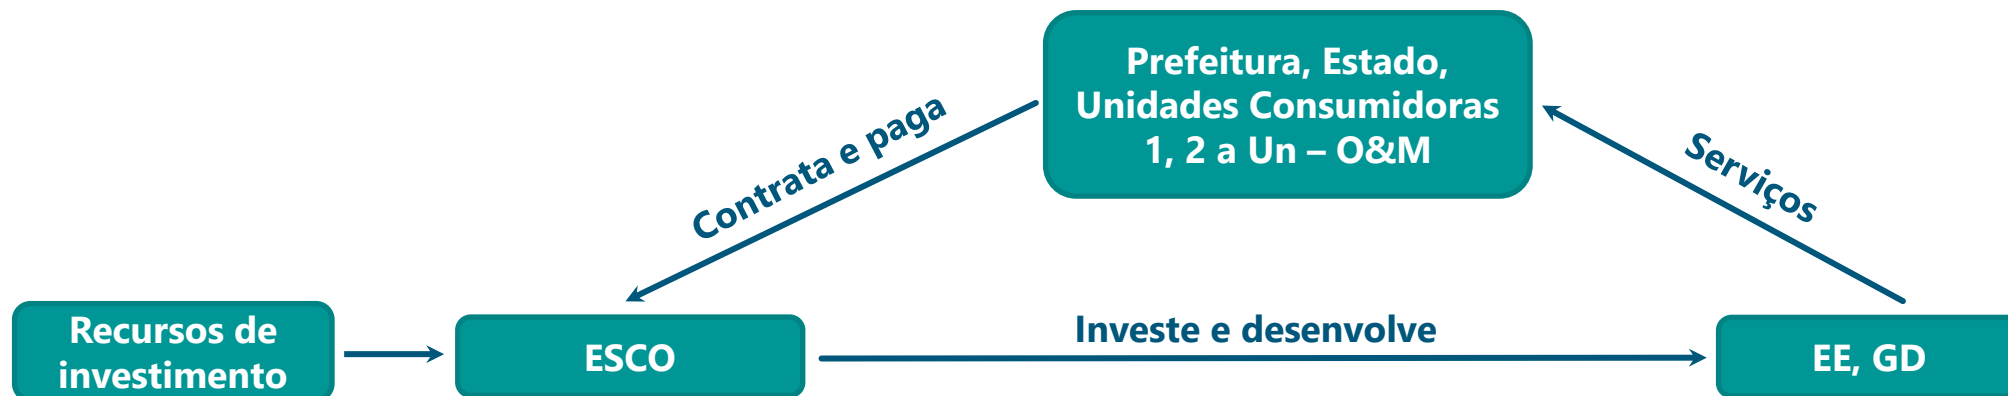 Prefeitura, Estado,
Unidades Consumidoras
1, 2 a Un – O&M
Contrata e paga
Serviços
Recursos de
investimento
ESCO
Investe e desenvolve
EE, GD